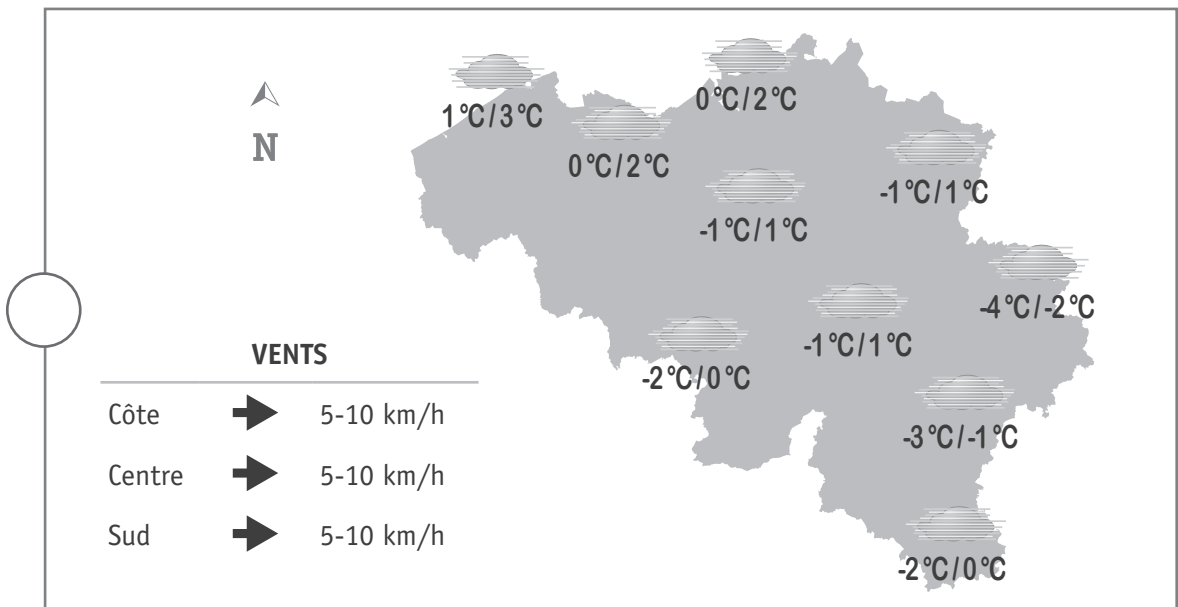 0°C/2°C
1°C/3°C
N
0°C/2°C
-1°C/1°C
-1°C/1°C
-4°C/-2°C
-1°C/1°C
-2°C/0°C
-3°C/-1°C
-2°C/0°C
VENTS
Côte 5-10 km/h
Centre 5-10 km/h
Sud 5-10 km/h